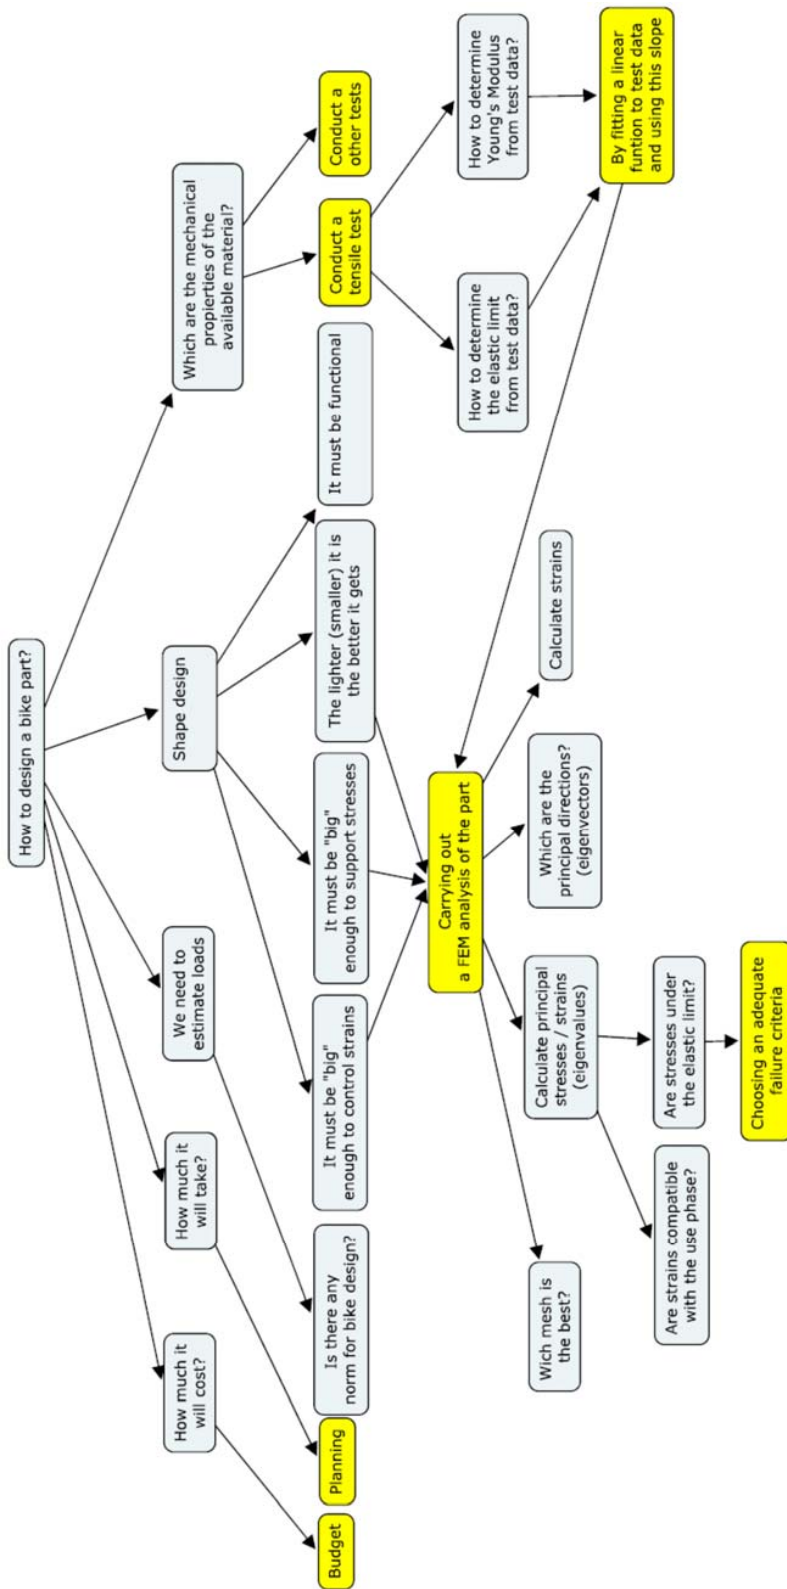 How to design a bike part?
How much it
will cost?
How much it
will take?
We need to
estimate loads
Shape design
Which are the mechanical
propierties of the
available material?
Budget
Planning
Is there any
norm for bike design?
It must be "big"
enough to control strains
It must be "big"
enough to support stresses
The lighter (smaller) it is
the better it gets
It must be functional
Conduct a
tensile test
Conduct a
other tests
Carrying out
a FEM analysis of the part
How to determine
the elastic limit
from test data?
How to determine
Young's Modulus
from test data?
Wich mesh is
the best?
Calculate principal
stresses / strains
(eigenvalues)
Which are the
principal directions?
(eigenvectors)
Calculate strains
By fitting a linear
funtion to test data
and using this slope
Are strains compatible
with the use phase?
Are stresses under
the elastic limit?
Choosing an adequate
failure criteria